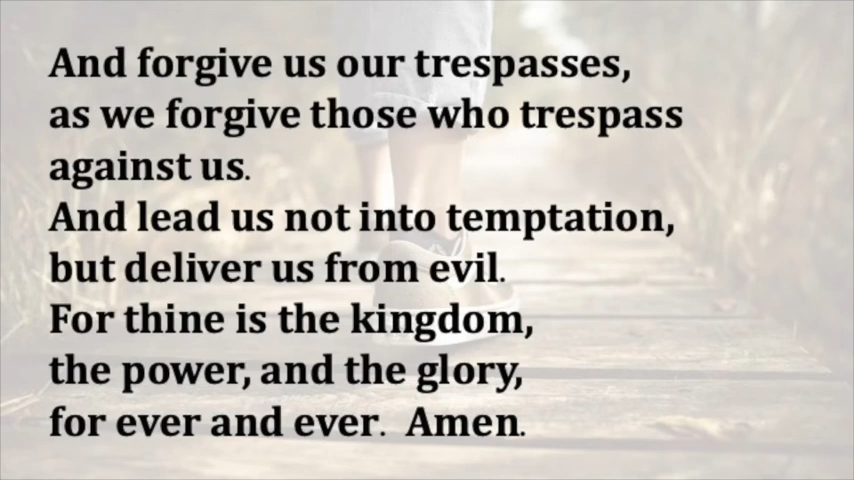 And forgive us our trespasses,
as we forgive those who trespass
against us.
And lead us not into temptation,
but deliver us from evil.
For thine is the kingdom,
the power, and the glory,
for ever and ever.  Amen.